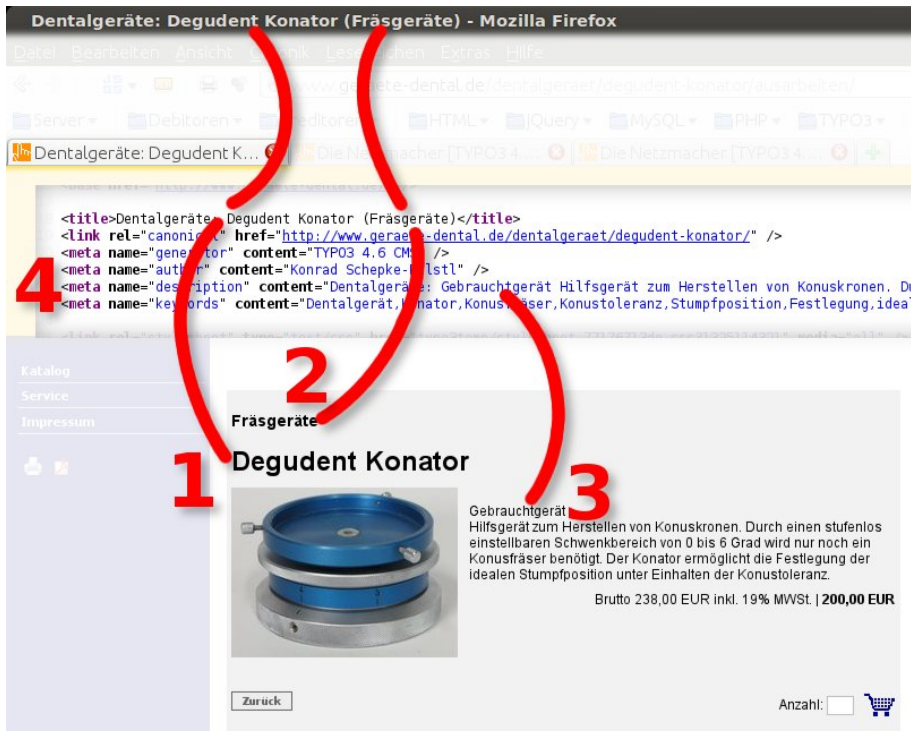 Dentalgeräte: Degudent Konator (Fräsgeräte) - Mozilla Firefox
Datei Bearbeiten Ansicht Chronik Lesezeichen Extras Hilfe
www.geraete-dental.de/dentalgeraet/degudent-konator/ausarbeiten/
Server Debitoren Kreditoren HTML jQuery MySQL PHP TYPO3
Dentalgeräte: Degudent K... Die Netzmacher [TYPO3 4.... Die Netzmacher [TYPO3 4....
<title>Dentalgeräte: Degudent Konator (Fräsgeräte)</title>
<link rel="canonical" href="http://www.geraete-dental.de/dentalgeraet/degudent-konator/" />
<meta name="generator" content="TYPO3 4.6 CMS" />
<meta name="author" content="Konrad />
<meta name="description" content="Dentalgeräte: Gebrauchtgerät Hilfsgerät zum Herstellen von Konuskronen.
<meta name="keywords" content="Dentalgerät,Konator,Konusfräser,Konustoleranz,Stumpfposition,Festlegung,
4
Katalog
Service
Impressum
2
Fräsgeräte
1
Degudent Konator
3
Gebrauchtgerät
Hilfsgerät zum Herstellen von Konuskronen. Durch einen stufenlos
einstellbaren Schwenkbereich von 0 bis 6 Grad wird nur noch ein
Konusfräser benötigt. Der Konator ermöglicht die Festlegung der
idealen Stumpfposition unter Einhalten der Konustoleranz.
Brutto 238,00 EUR inkl. 19% MWSt. | 200,00 EUR
Zurück
Anzahl: